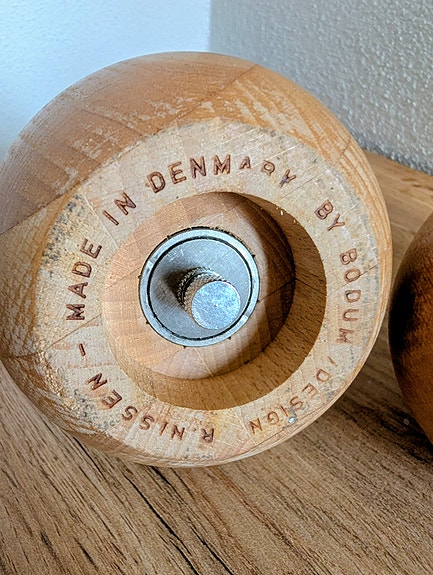 MADE IN DENMARK BY BODUM / DESIGN R.NISSEN -